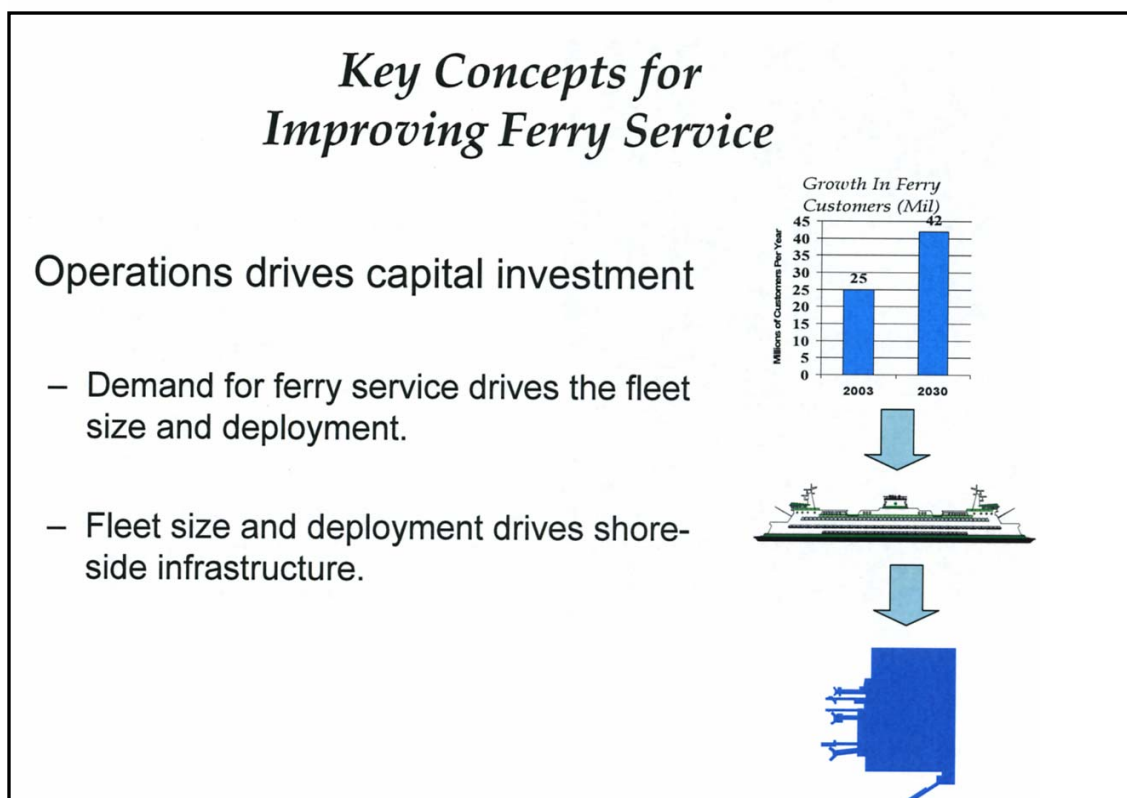 Key Concepts for
Improving Ferry Service
Operations drives capital investment
– Demand for ferry service drives the fleet
size and deployment.
– Fleet size and deployment drives shore-
side infrastructure.
Growth In Ferry
Customers (Mil)
Millions of Customers Per Year
45
40
35
30
25
20
15
10
5
0
25
42
2003
2030